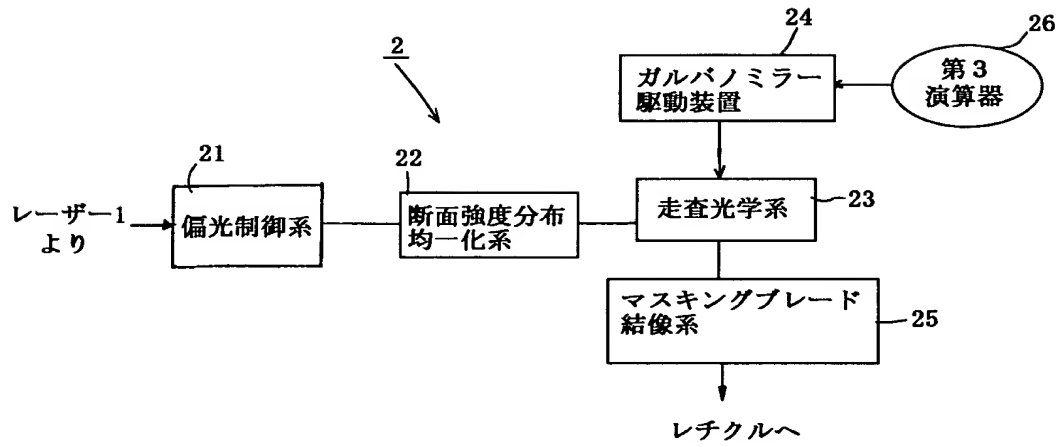 24
26
2
ガルバノミラー
駆動装置
第3
演算器
21
22
23
レーザー1
より
偏光制御系
断面強度分布
均一化系
走査光学系
マスキングブレード
結像系
25
レチクルへ